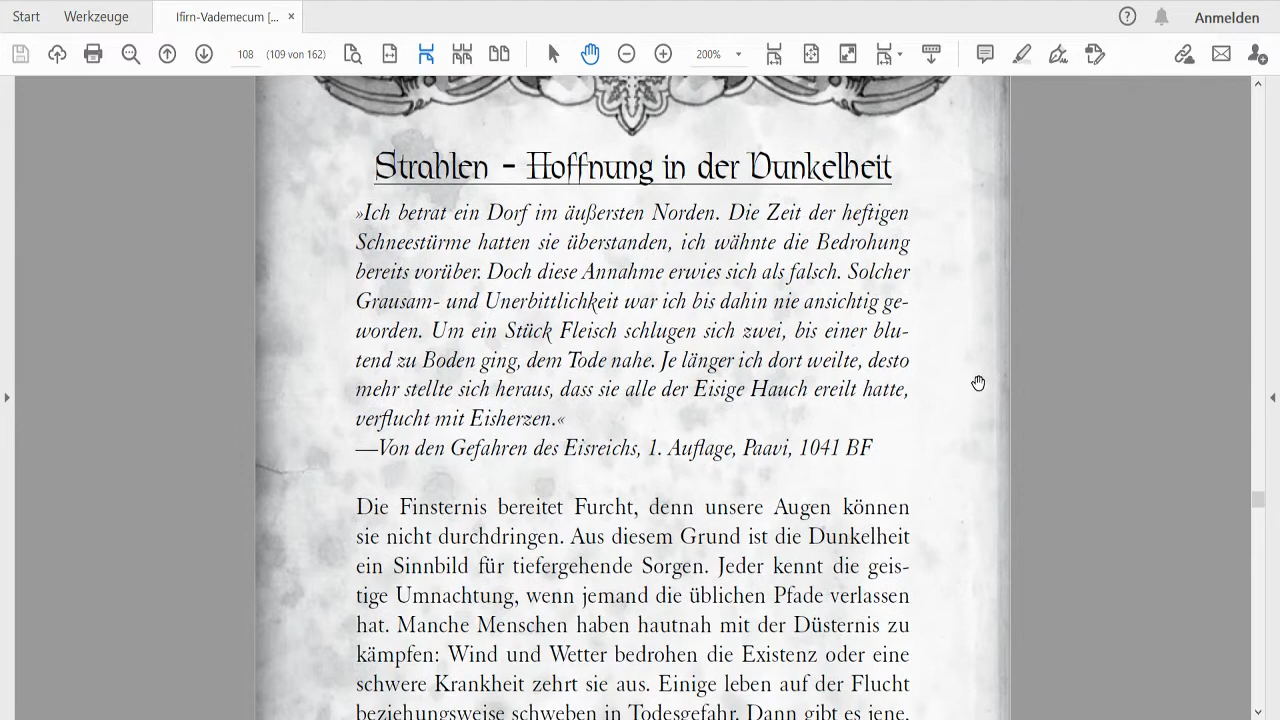 Start Werkzeuge Ifirn-Vademecum [... × Anmelden
108 (109 von 162) 200%
Strahlen - Hoffnung in der Dunkelheit
»Ich betrat ein Dorf im äußersten Norden. Die Zeit der heftigen
Schneestürme hatten sie überstanden, ich wähnte die Bedrohung
bereits vorüber. Doch diese Annahme erwies sich als falsch. Solcher
Grausam- und Unerbittlichkeit war ich bis dahin nie ansichtig ge-
worden. Um ein Stück Fleisch schlugen sich zwei, bis einer blu-
tend zu Boden ging, dem Tode nahe. Je länger ich dort weilte, desto
mehr stellte sich heraus, dass sie alle der Eisige Hauch ereilt hatte,
verflucht mit Eisherzen.«
—Von den Gefahren des Eisreichs, 1. Auflage, Paavi, 1041 BF
Die Finsternis bereitet Furcht, denn unsere Augen können
sie nicht durchdringen. Aus diesem Grund ist die Dunkelheit
ein Sinnbild für tiefergehende Sorgen. Jeder kennt die geis-
tige Umnachtung, wenn jemand die üblichen Pfade verlassen
hat. Manche Menschen haben hautnah mit der Düsternis zu
kämpfen: Wind und Wetter bedrohen die Existenz oder eine
schwere Krankheit zehrt sie aus. Einige leben auf der Flucht
beziehungsweise schweben in Todesgefahr. Dann gibt es jene,